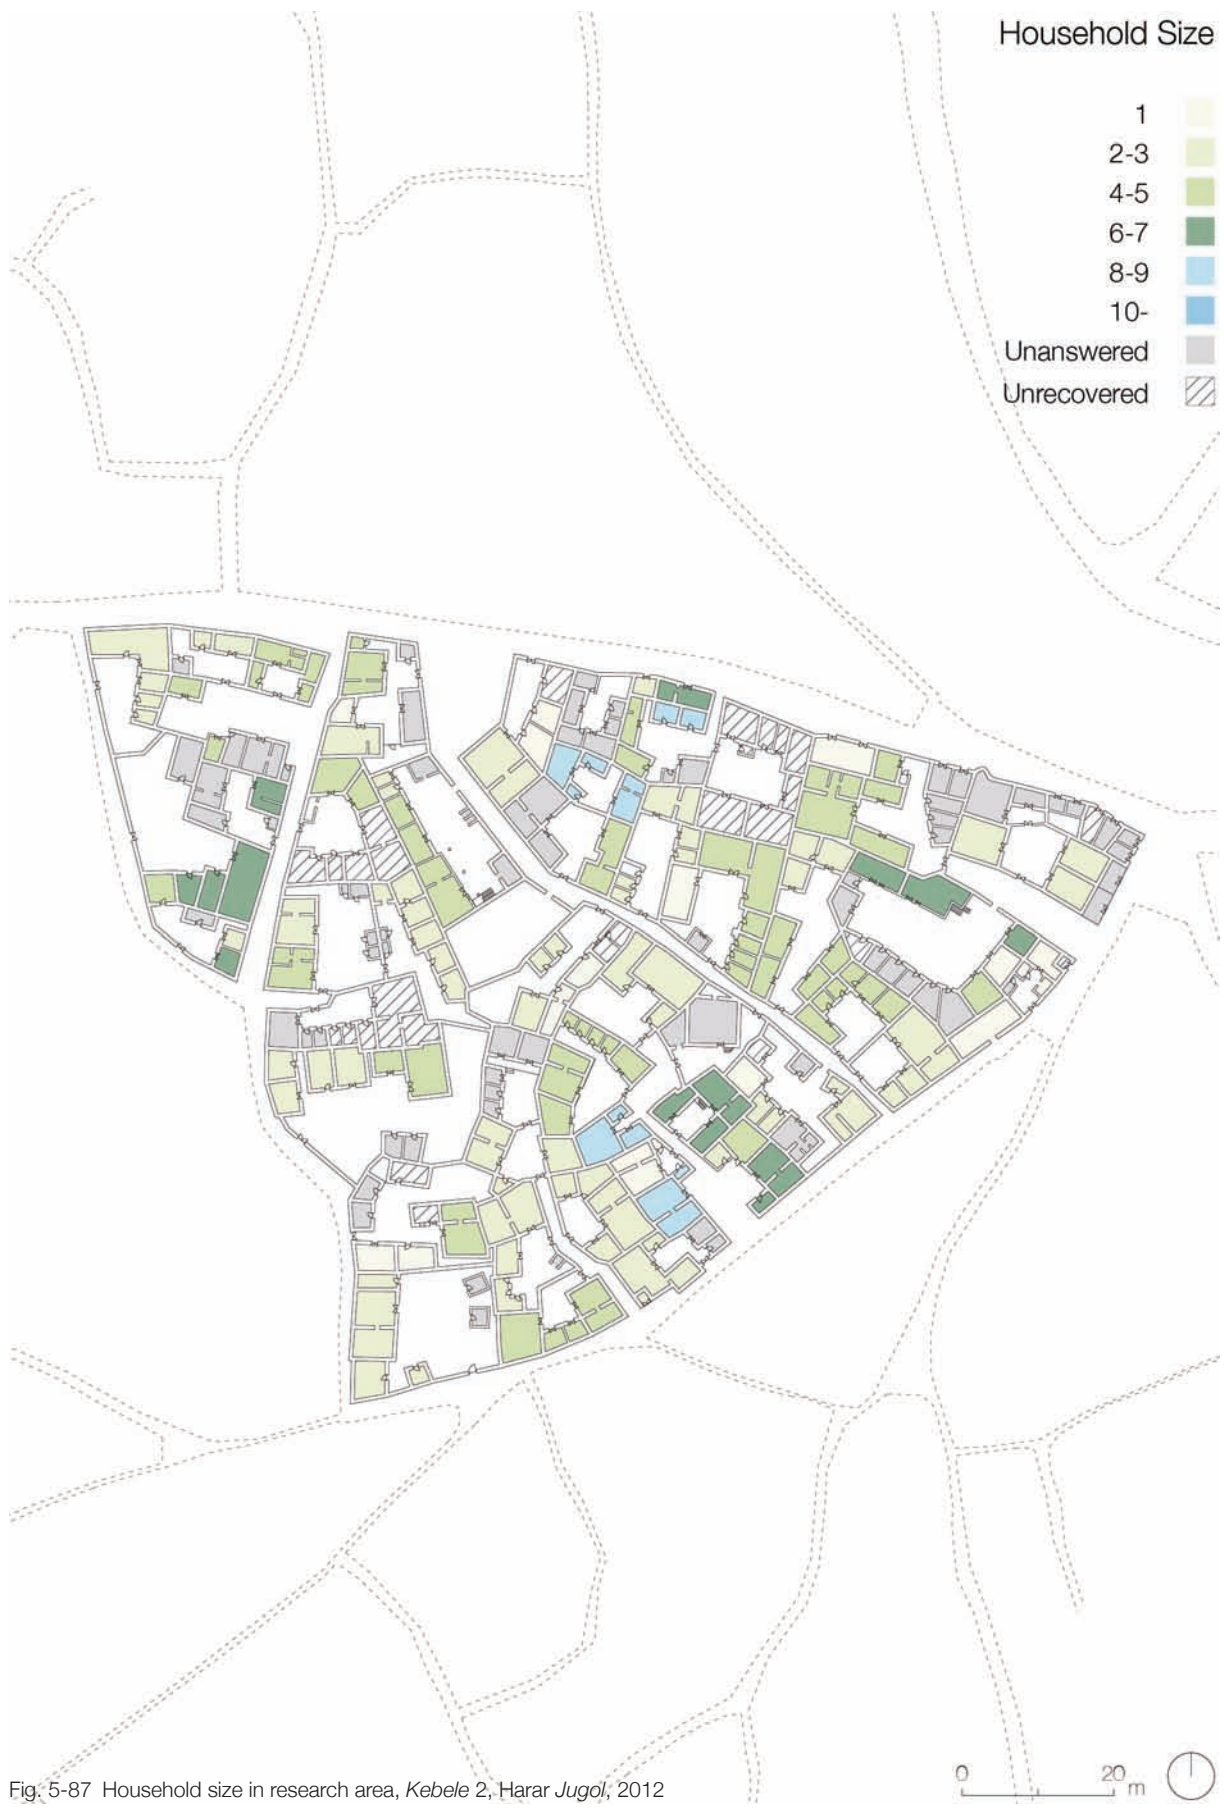 Household Size
1
2-3
4-5
6-7
8-9
10-
Unanswered
Unrecovered
0 20 m
Fig. 5-87 Household size in research area, Kebele 2, Harar Jugol, 2012